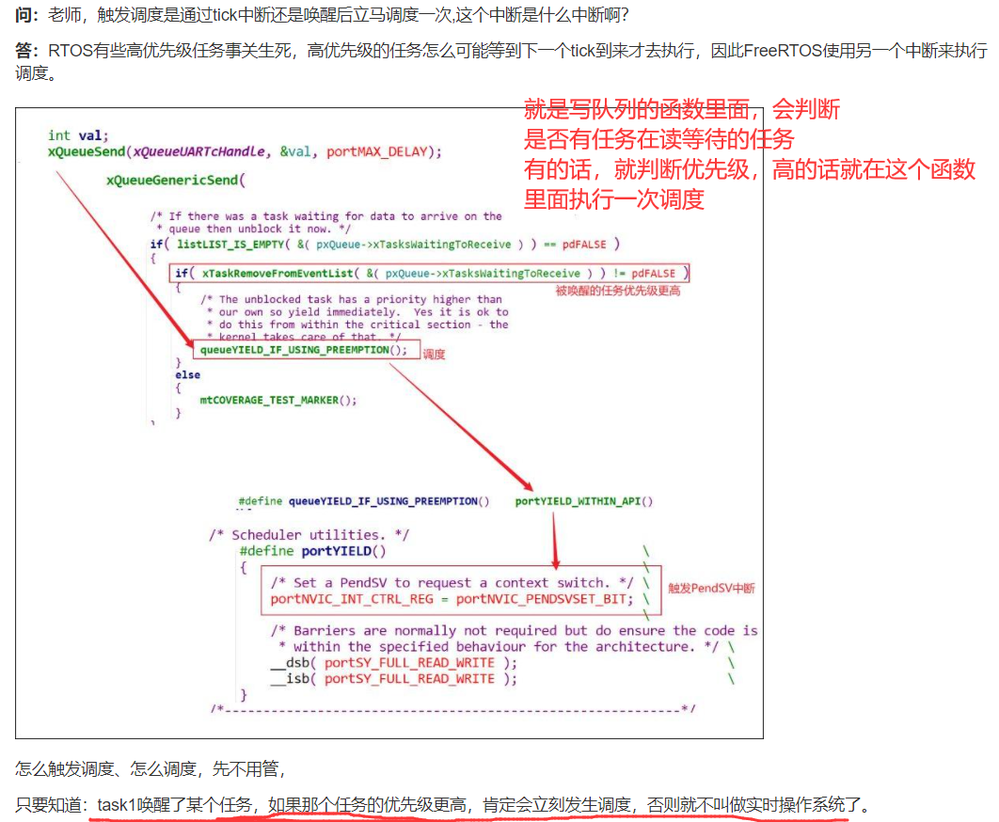 问：老师，触发调度是通过tick中断还是唤醒后立马调度一次,这个中断是什么中断啊?
答：RTOS有些高优先级任务事关生死，高优先级的任务怎么可能等到下一个tick到来才去执行，因此FreeRTOS使用另一个中断来执行
调度。
就是写队列的函数里面，会判断
是否有任务在读等待的任务
有的话，就判断优先级，高的话就在这个函数
里面执行一次调度
int val;
xQueueSend(xQueueUARTcHandle, &val, portMAX_DELAY);
xQueueGenericSend(
/* If there was a task waiting for data to arrive on the
* queue then unblock it now. */
if( listLIST_IS_EMPTY( &( pxQueue->xTasksWaitingToReceive ) ) == pdFALSE )
{
if( xTaskRemoveFromEventList( &( pxQueue->xTasksWaitingToReceive ) ) != pdFALSE )
{ 被唤醒的任务优先级更高
/* The unblocked task has a priority higher than
* our own so yield immediately.  Yes it is ok to
* do this from within the critical section - the
* kernel takes care of that. */
queueYIELD_IF_USING_PREEMPTION(); 调度
}
else
{
mtCOVERAGE_TEST_MARKER();
}
#define queueYIELD_IF_USING_PREEMPTION() portYIELD_WITHIN_API()
/* Scheduler utilities. */
#define portYIELD() \
{ \
/* Set a PendSV to request a context switch. */ \ 触发PendSV中断
portNVIC_INT_CTRL_REG = portNVIC_PENDSVSET_BIT; \
\
/* Barriers are normally not required but do ensure the code is
* within the specified behaviour for the architecture. */ \
__dsb( portSY_FULL_READ_WRITE ); \
__isb( portSY_FULL_READ_WRITE ); \
}
/*-----------------------------------------------------------*/
怎么触发调度、怎么调度，先不用管，
只要知道：task1唤醒了某个任务，如果那个任务的优先级更高，肯定会立刻发生调度，否则就不叫做实时操作系统了。